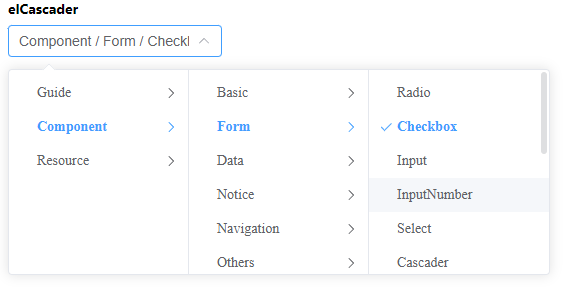 elCascader
Component / Form / Checkl
Guide
Component
Resource
Basic
Form
Data
Notice
Navigation
Others
Radio
Checkbox
Input
InputNumber
Select
Cascader